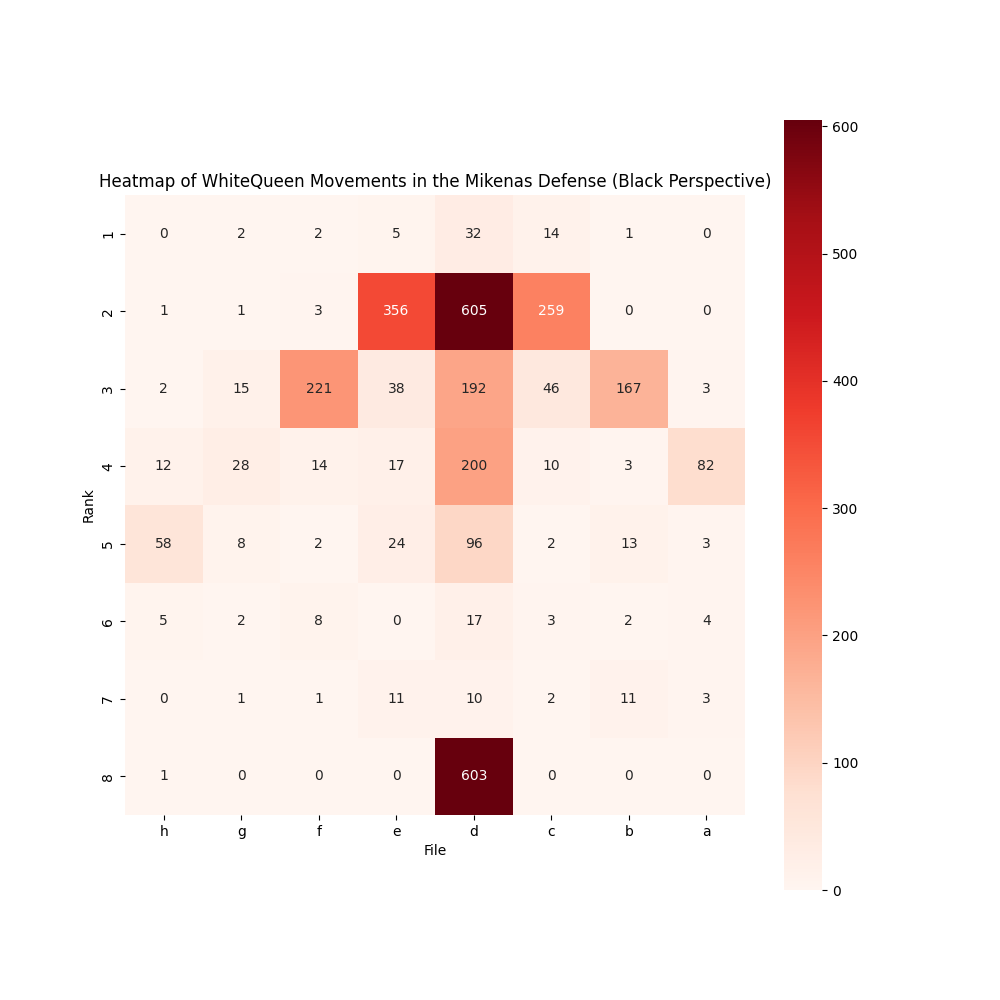 Heatmap of WhiteQueen Movements in the Mikenas Defense (Black Perspective)
1 0 2 2 5 32 14 1 0
2 1 1 3 356 605 259 0 0
3 2 15 221 38 192 46 167 3
4 12 28 14 17 200 10 3 82
5 58 8 2 24 96 2 13 3
6 5 2 8 0 17 3 2 4
7 0 1 1 11 10 2 11 3
8 1 0 0 0 603 0 0 0
h g f e d c b a
File
Rank
600
500
400
300
200
100
0